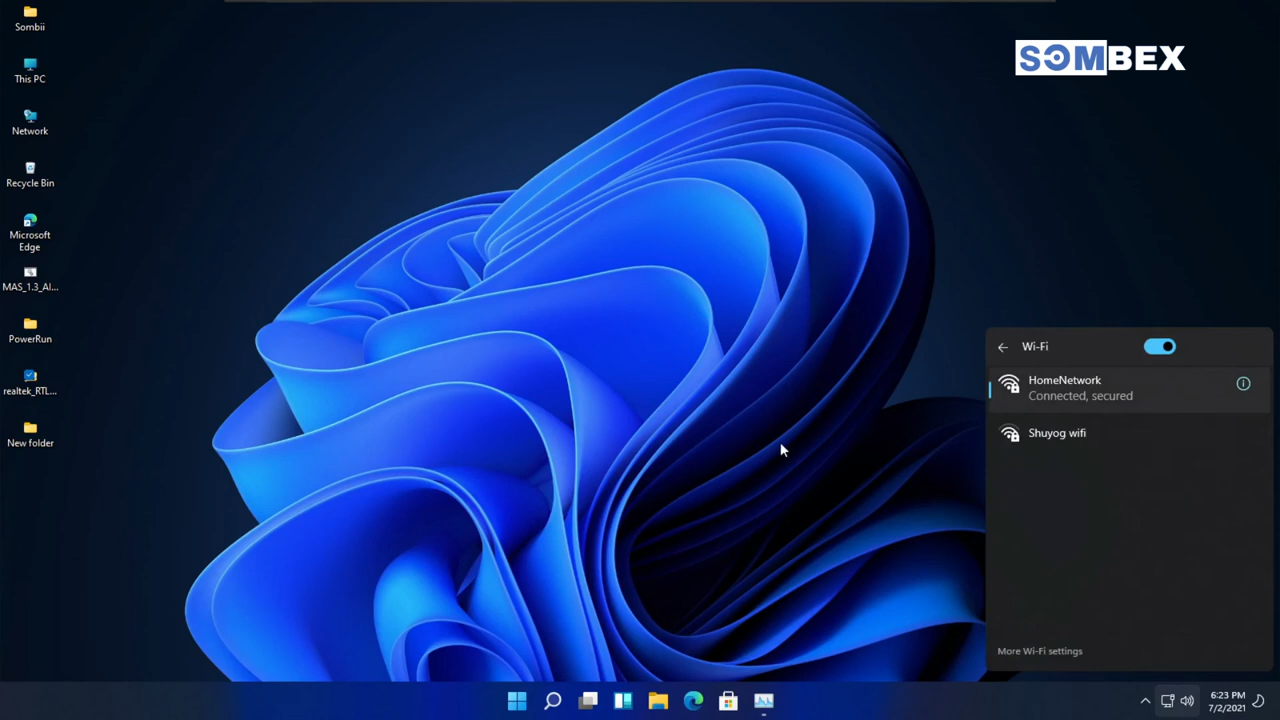 Sombii
This PC
Network
Recycle Bin
Microsoft
Edge
MAS_1.3_AI...
PowerRun
realtek_RTL...
New folder
SOMBEX
Wi-Fi
HomeNetwork
Connected, secured
Shuyog wifi
More Wi-Fi settings
6:23 PM
7/2/2021